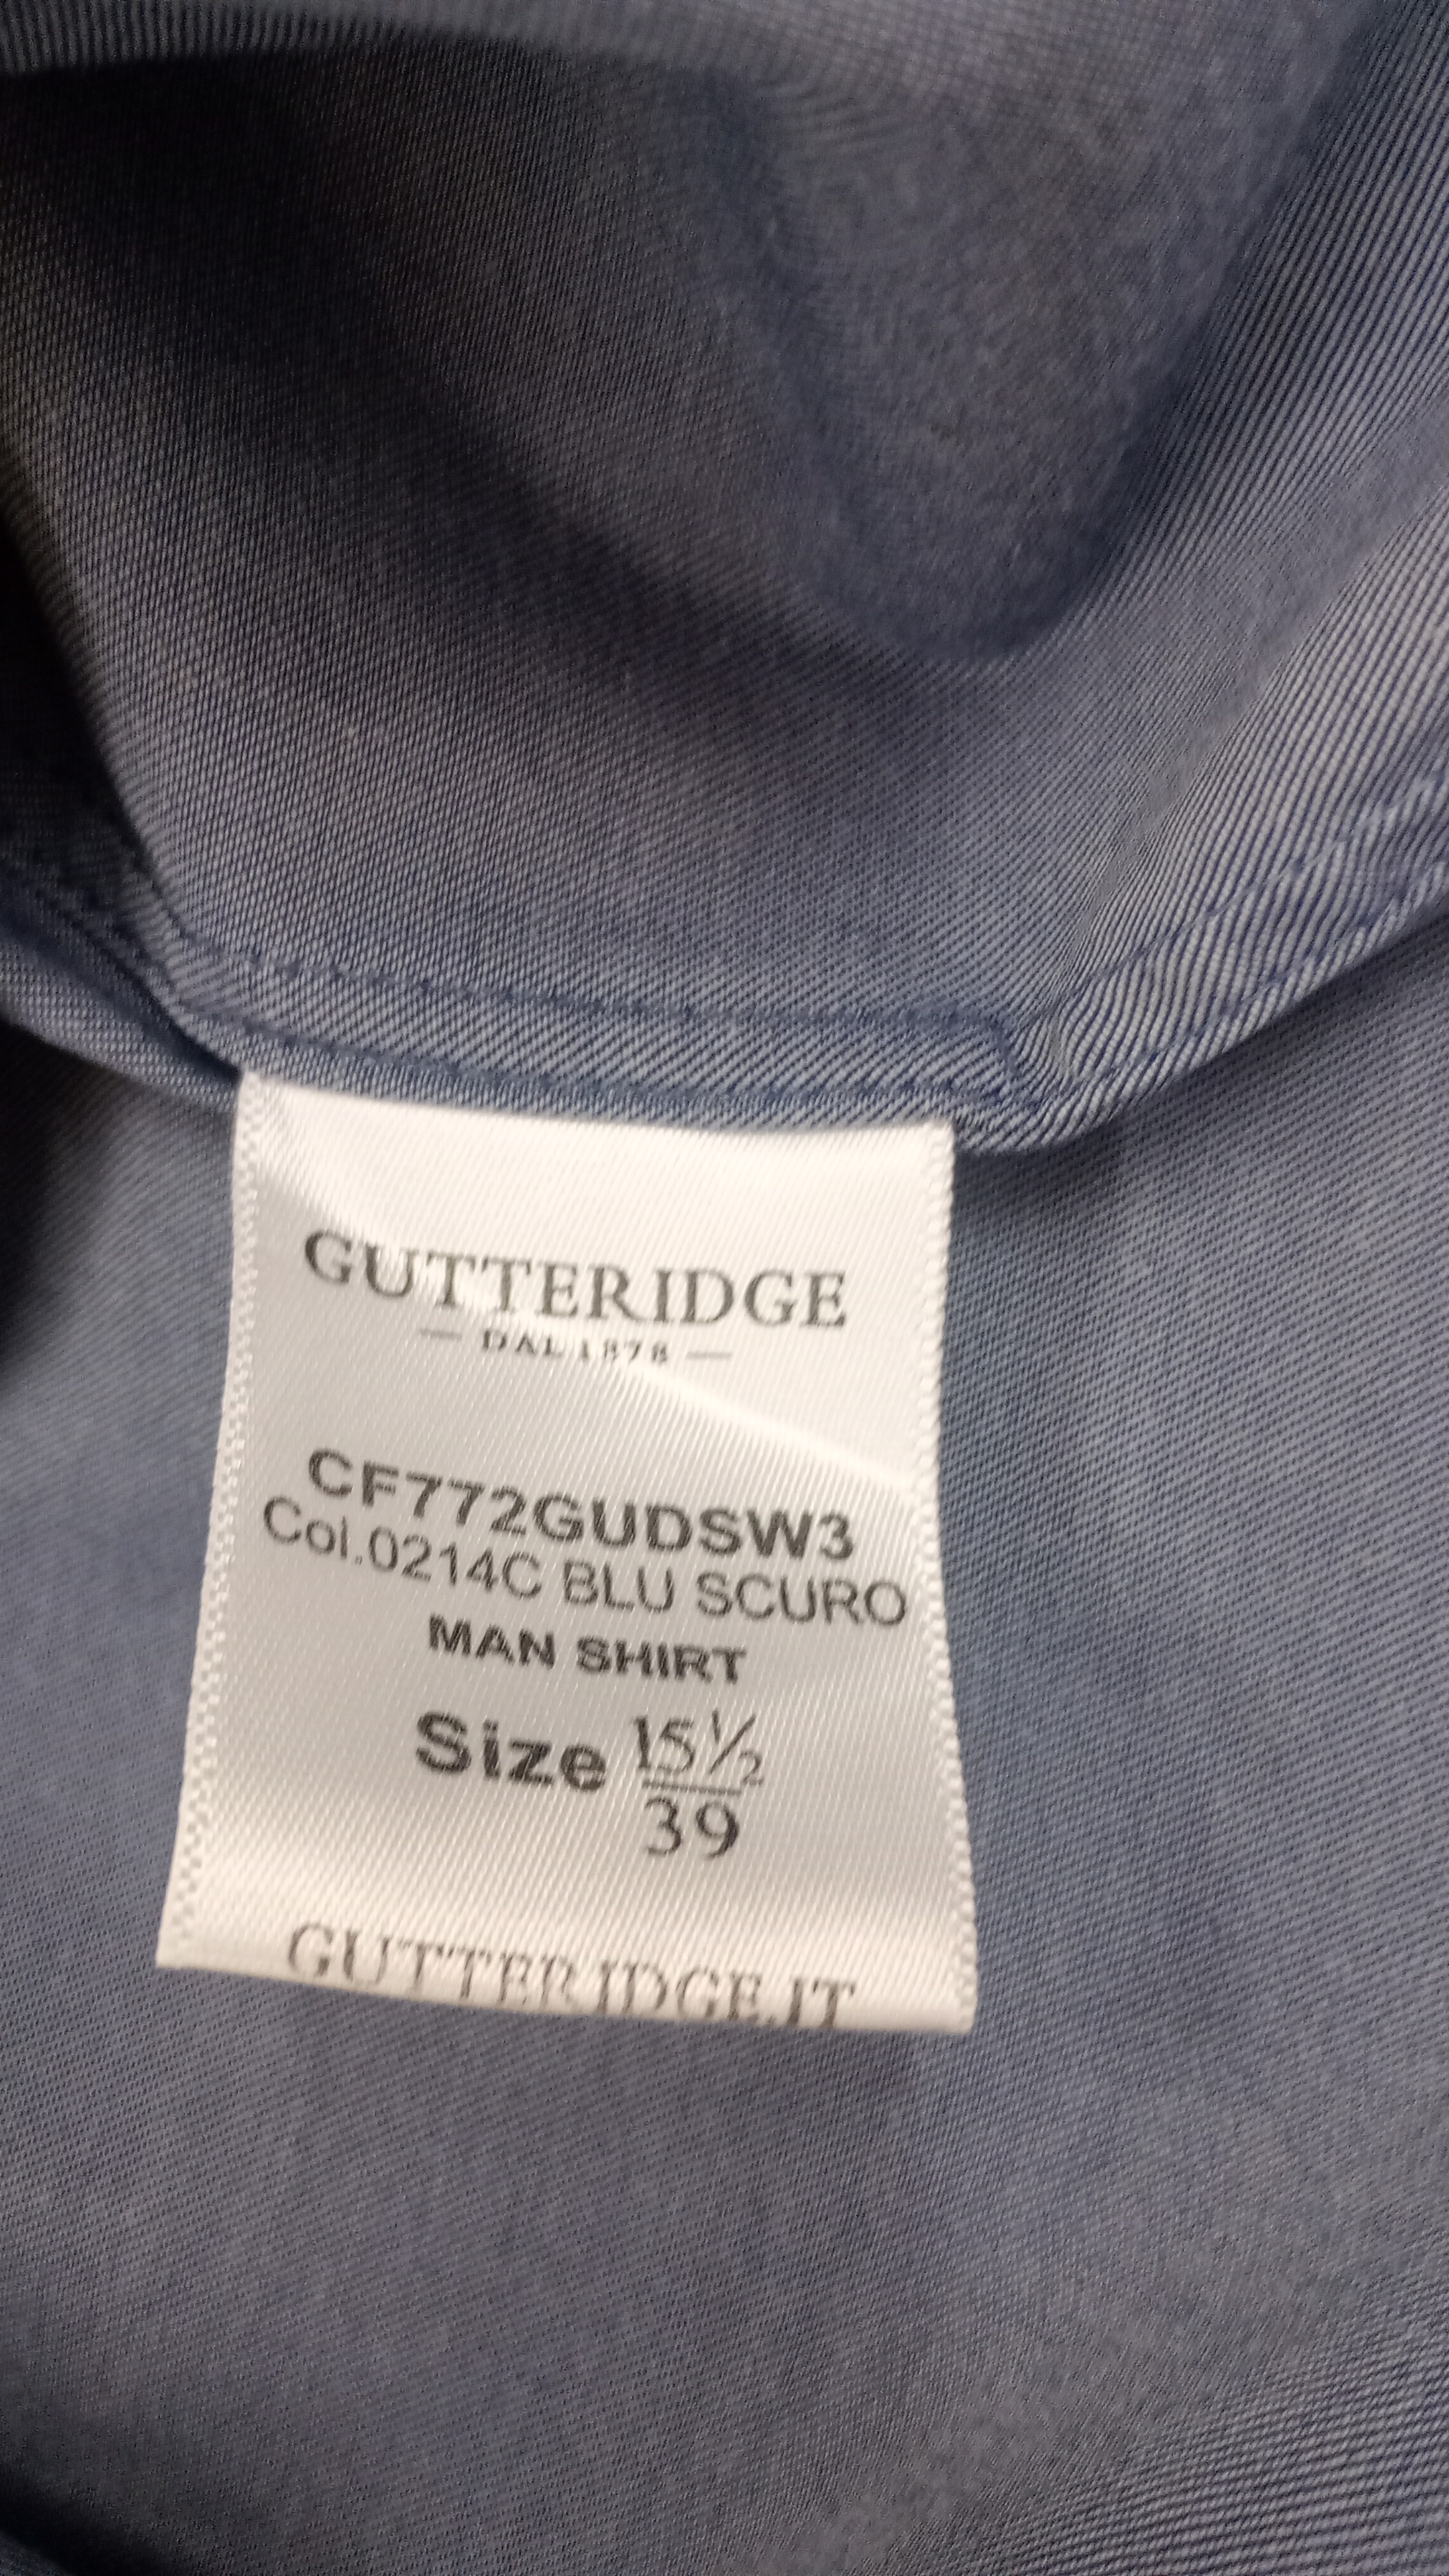 GUTTERIDGE
— DAL 1878 —
CF772GUDSW3
Col.0214C BLU SCURO
MAN SHIRT
Size 15½
39
GUTTERIDGE.IT